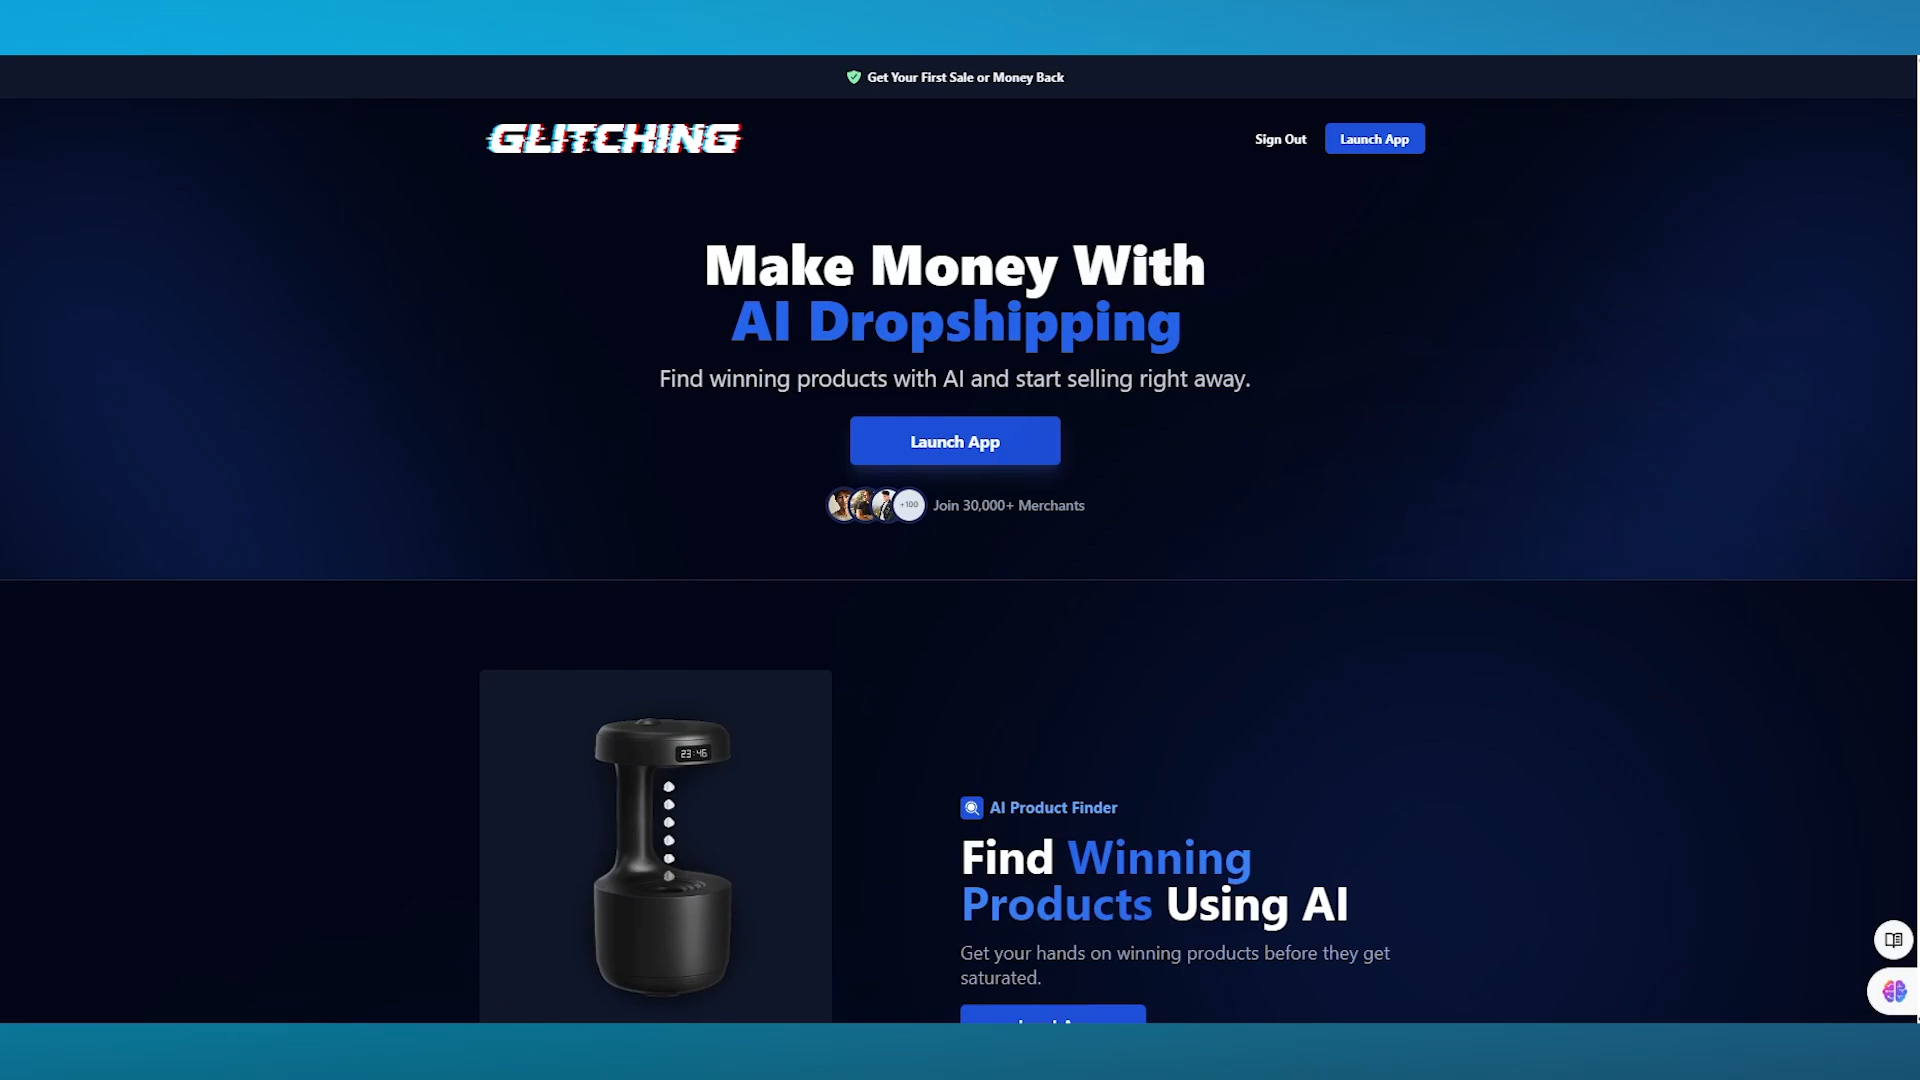 Get Your First Sale or Money Back
GLITCHING
Sign Out
Launch App
Make Money With
AI Dropshipping
Find winning products with AI and start selling right away.
Launch App
+100
Join 30,000+ Merchants
23:46
AI Product Finder
Find Winning
Products Using AI
Get your hands on winning products before they get
saturated.